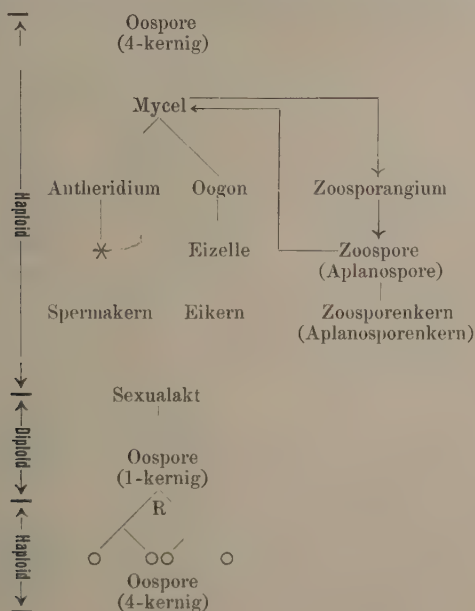 Oospore
(4-kernig)
Mycel
Antheridium Oogon Zoosporangium
Eizelle Zoospore
(Aplanospore)
Spermakern Eikern Zoosporenkern
(Aplanosporenkern)
Haploid
Sexualakt
Diploid
Oospore
(1-kernig)
R
Haploid
Oospore
(4-kernig)